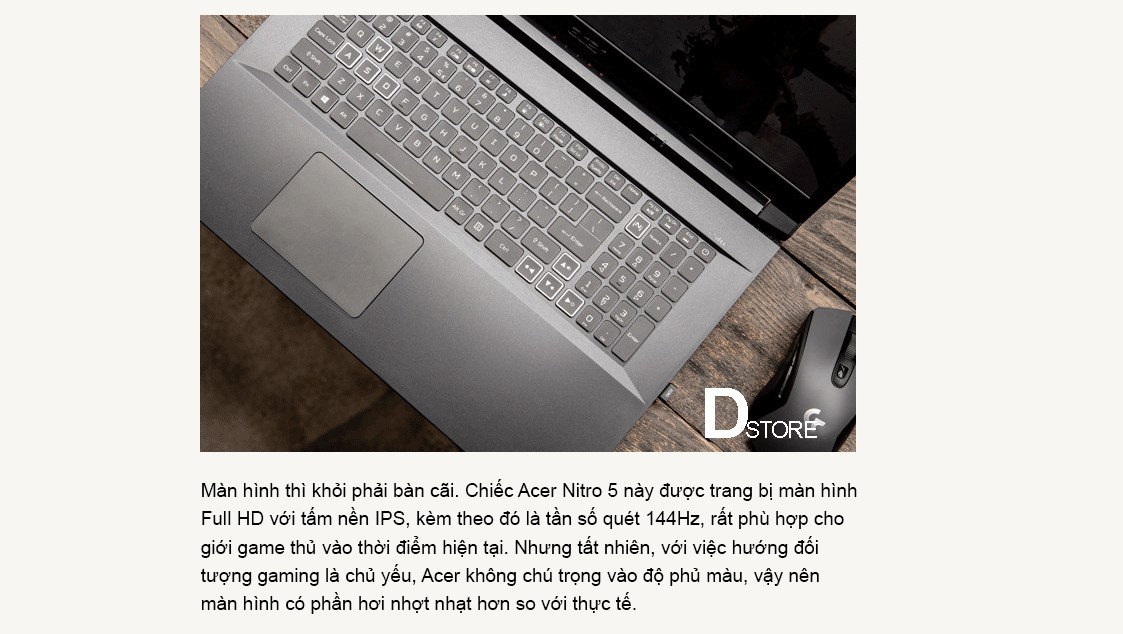 D STORE
Màn hình thì khỏi phải bàn cãi. Chiếc Acer Nitro 5 này được trang bị màn hình
Full HD với tấm nền IPS, kèm theo đó là tần số quét 144Hz, rất phù hợp cho
giới game thủ vào thời điểm hiện tại. Nhưng tất nhiên, với việc hướng đối
tượng gaming là chủ yếu, Acer không chú trọng vào độ phủ màu, vậy nên
màn hình có phần hơi nhợt nhạt hơn so với thực tế.